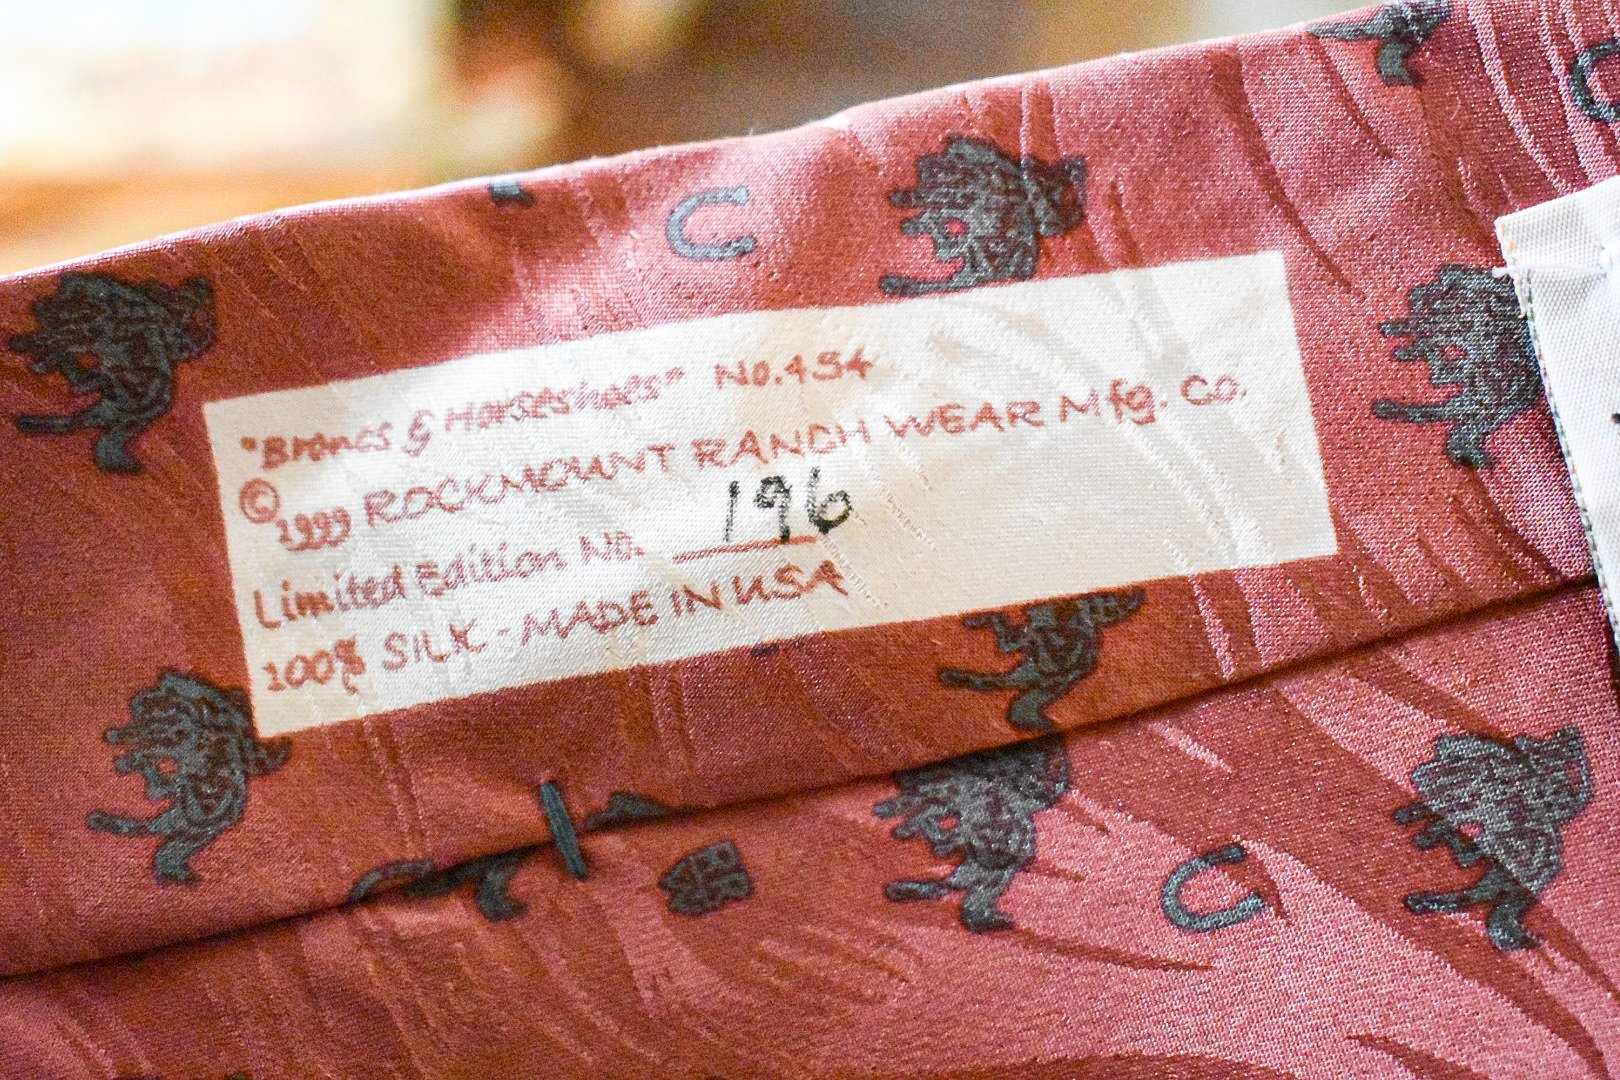 "Broncs & Horseshoes" No.454
© 1999 ROCKMOUNT RANCH WEAR Mfg. Co.
Limited Edition No. 196
100% SILK - MADE IN USA